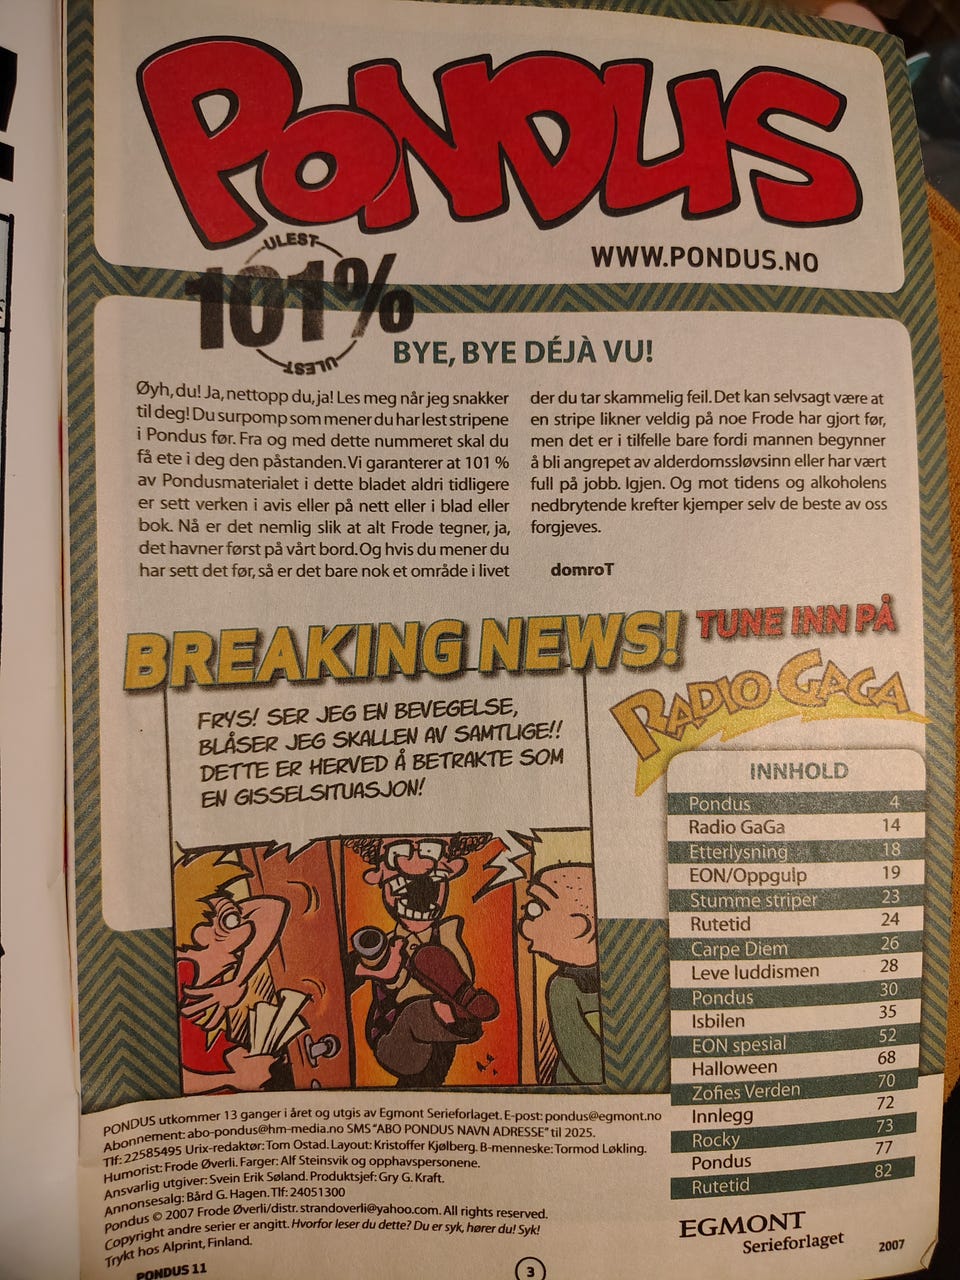 PONDUS
WWW.PONDUS.NO
ULEST
101%
ULEST
BYE, BYE DÉJÀ VU!
Øyh, du! Ja, nettopp du, ja! Les meg når jeg snakker
til deg! Du surpomp som mener du har lest stripene
i Pondus før. Fra og med dette nummeret skal du
få ete i deg den påstanden. Vi garanterer at 101 %
av Pondusmaterialet i dette bladet aldri tidligere
er sett verken i avis eller på nett eller i blad eller
bok. Nå er det nemlig slik at alt Frode tegner, ja,
det havner først på vårt bord. Og hvis du mener du
har sett det før, så er det bare nok et område i livet
der du tar skammelig feil. Det kan selvsagt være at
en stripe likner veldig på noe Frode har gjort før,
men det er i tilfelle bare fordi mannen begynner
å bli angrepet av alderdomssløvsinn eller har vært
full på jobb. Igjen. Og mot tidens og alkoholens
nedbrytende krefter kjemper selv de beste av oss
forgjeves.
domroT
BREAKING NEWS!
TUNE INN PÅ
RADIO GAGA
FRYS! SER JEG EN BEVEGELSE,
BLÅSER JEG SKALLEN AV SAMTLIGE!!
DETTE ER HERVED Å BETRAKTE SOM
EN GISSELSITUASJON!
INNHOLD
Pondus 4
Radio GaGa 14
Etterlysning 18
EON/Oppgulp 19
Stumme striper 23
Rutetid 24
Carpe Diem 26
Leve luddismen 28
Pondus 30
Isbilen 35
EON spesial 52
Halloween 68
Zofies Verden 70
Innlegg 72
Rocky 73
Pondus 77
Rutetid 82
PONDUS utkommer 13 ganger i året og utgis av Egmont Serieforlaget. E-post: pondus@egmont.no
Abonnement: abo-pondus@hm-media.no SMS "ABO PONDUS NAVN ADRESSE" til 2025.
Tlf: 22585495 Urix-redaktør: Tom Ostad. Layout: Kristoffer Kjølberg. B-menneske: Tormod Løkling.
Humorist: Frode Øverli. Farger: Alf Steinsvik og opphavspersonene.
Ansvarlig utgiver: Svein Erik Søland. Produktsjef: Gry G. Kraft.
Annonsesalg: Bård G. Hagen. Tlf: 24051300
Pondus © 2007 Frode Øverli/distr. strandoverli@yahoo.com. All rights reserved.
Copyright andre serier er angitt. Hvorfor leser du dette? Du er syk, hører du! Syk!
Trykt hos Alprint, Finland.
EGMONT
Serieforlaget
2007
PONDUS 11
3